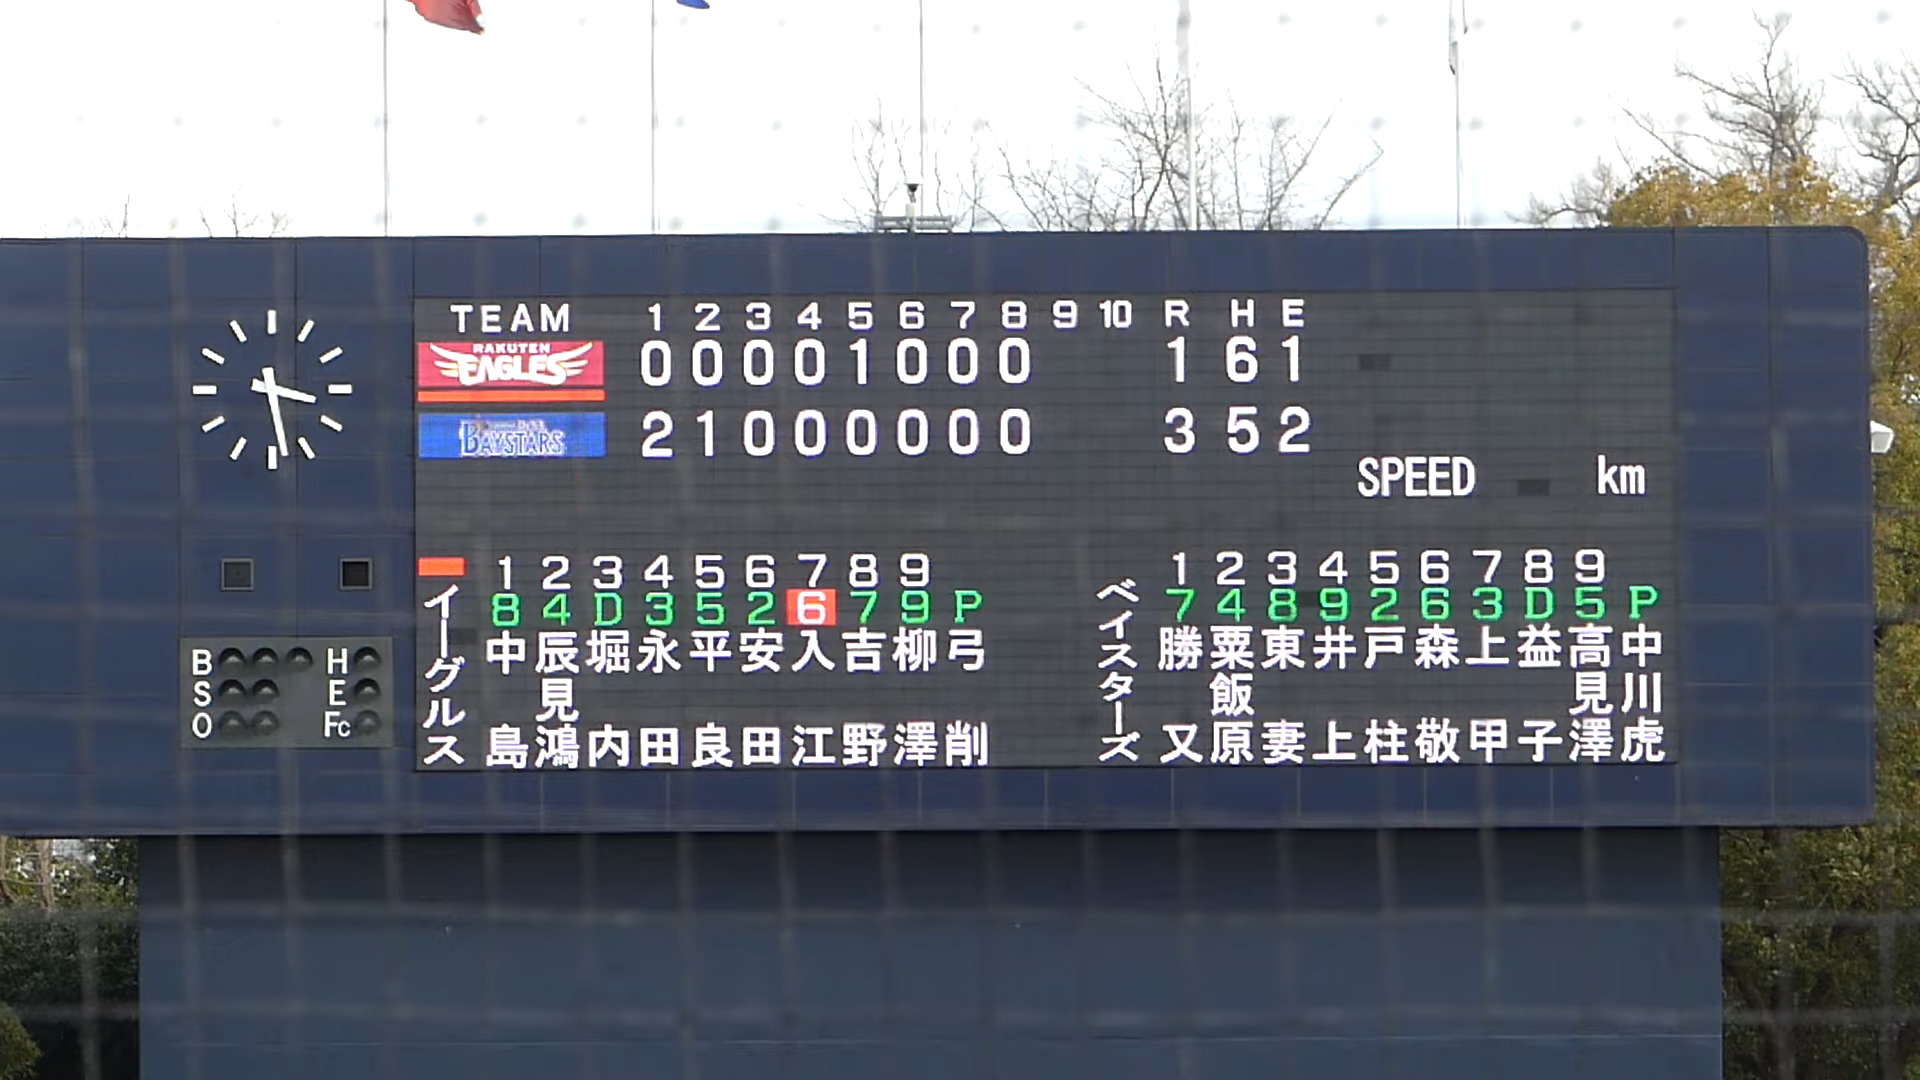 TEAM 1 2 3 4 5 6 7 8 9 10 R H E
RAKUTEN EAGLES 0 0 0 0 1 0 0 0 1 6 1
BAYSTARS 2 1 0 0 0 0 0 0 3 5 2
SPEED km
B H
S E
O Fc
イーグルス
1 2 3 4 5 6 7 8 9
8 4 D 3 5 2 6 7 9 P
中島
辰見鴻
堀内
永田
平良
安田
入江
吉野
柳澤
弓削
ベイスターズ
1 2 3 4 5 6 7 8 9
7 4 8 9 2 6 3 D 5 P
勝又
粟飯原
東妻
井上
戸柱
森敬
上甲
益子
高見澤
中川虎